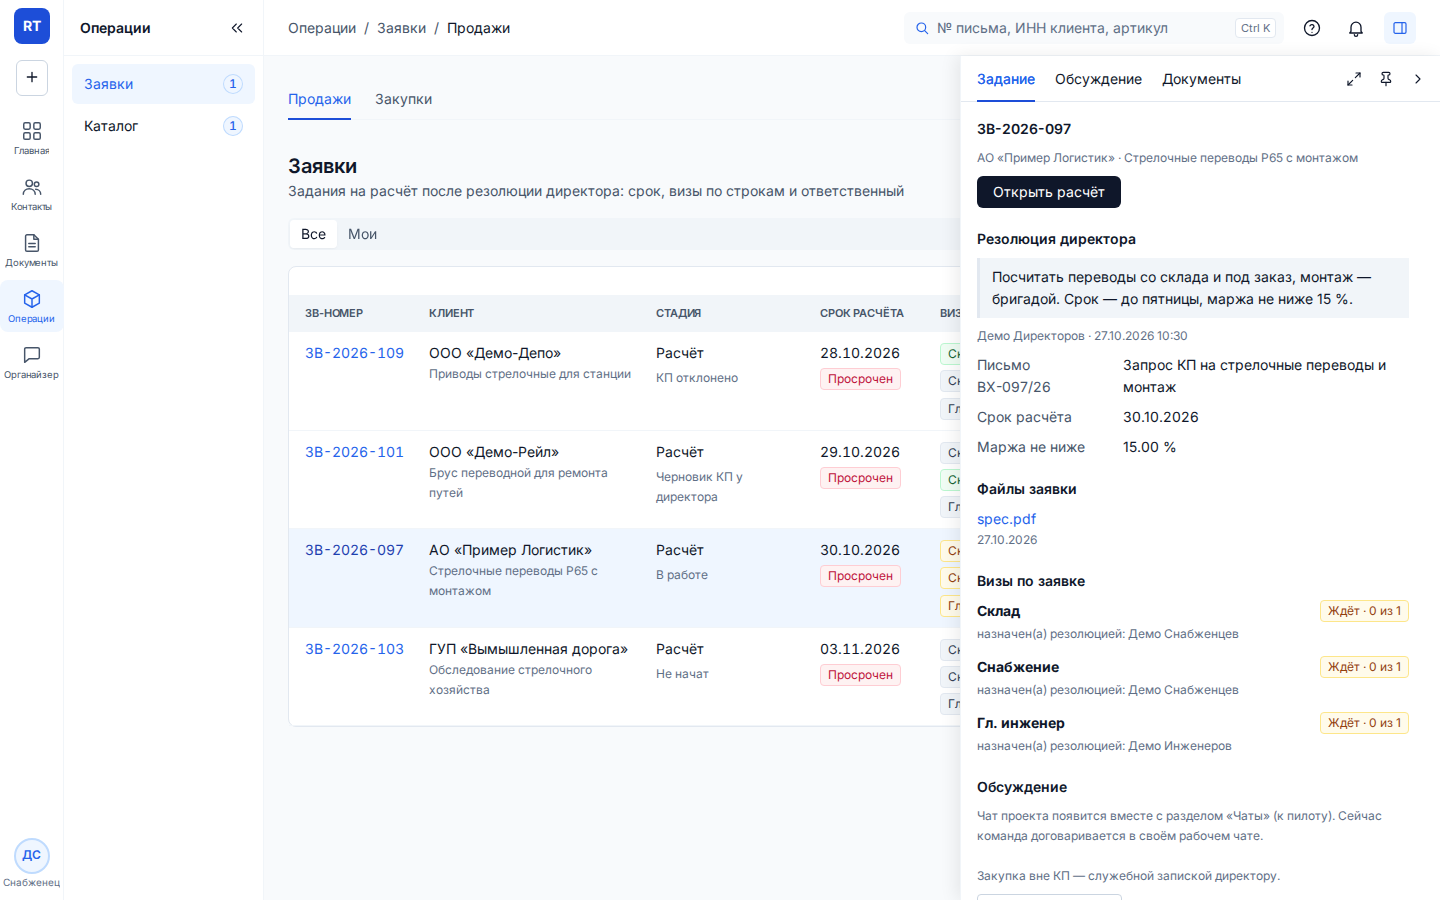 RT
Операции
Операции / Заявки / Продажи
№ письма, ИНН клиента, артикул
Ctrl K
Главная
Контакты
Документы
Операции
Органайзер
ДС
Снабженец
Заявки 1
Каталог 1
Продажи
Закупки
Заявки
Задания на расчёт после резолюции директора: срок, визы по строкам и ответственный
Все
Мои
ЗВ-НОМЕР КЛИЕНТ СТАДИЯ СРОК РАСЧЁТА
ЗВ-2026-109 ООО «Демо-Депо» Расчёт 28.10.2026
Приводы стрелочные для станции КП отклонено Просрочен
ЗВ-2026-101 ООО «Демо-Рейл» Расчёт 29.10.2026
Брус переводной для ремонта
путей
Черновик КП у
директора
Просрочен
ЗВ-2026-097 АО «Пример Логистик» Расчёт 30.10.2026
Стрелочные переводы Р65 с
монтажом
В работе
Просрочен
ЗВ-2026-103 ГУП «Вымышленная дорога» Расчёт 03.11.2026
Обследование стрелочного
хозяйства
Не начат
Просрочен
Задание
Обсуждение
Документы
ЗВ-2026-097
АО «Пример Логистик» · Стрелочные переводы Р65 с монтажом
Открыть расчёт
Резолюция директора
Посчитать переводы со склада и под заказ, монтаж —
бригадой. Срок — до пятницы, маржа не ниже 15 %.
Демо Директоров · 27.10.2026 10:30
Письмо
ВХ-097/26
Запрос КП на стрелочные переводы и
монтаж
Срок расчёта 30.10.2026
Маржа не ниже 15.00 %
Файлы заявки
spec.pdf
27.10.2026
Визы по заявке
Склад Ждёт · 0 из 1
назначен(а) резолюцией: Демо Снабженцев
Снабжение Ждёт · 0 из 1
назначен(а) резолюцией: Демо Снабженцев
Гл. инженер Ждёт · 0 из 1
назначен(а) резолюцией: Демо Инженеров
Обсуждение
Чат проекта появится вместе с разделом «Чаты» (к пилоту). Сейчас
команда договаривается в своём рабочем чате.
Закупка вне КП — служебной запиской директору.